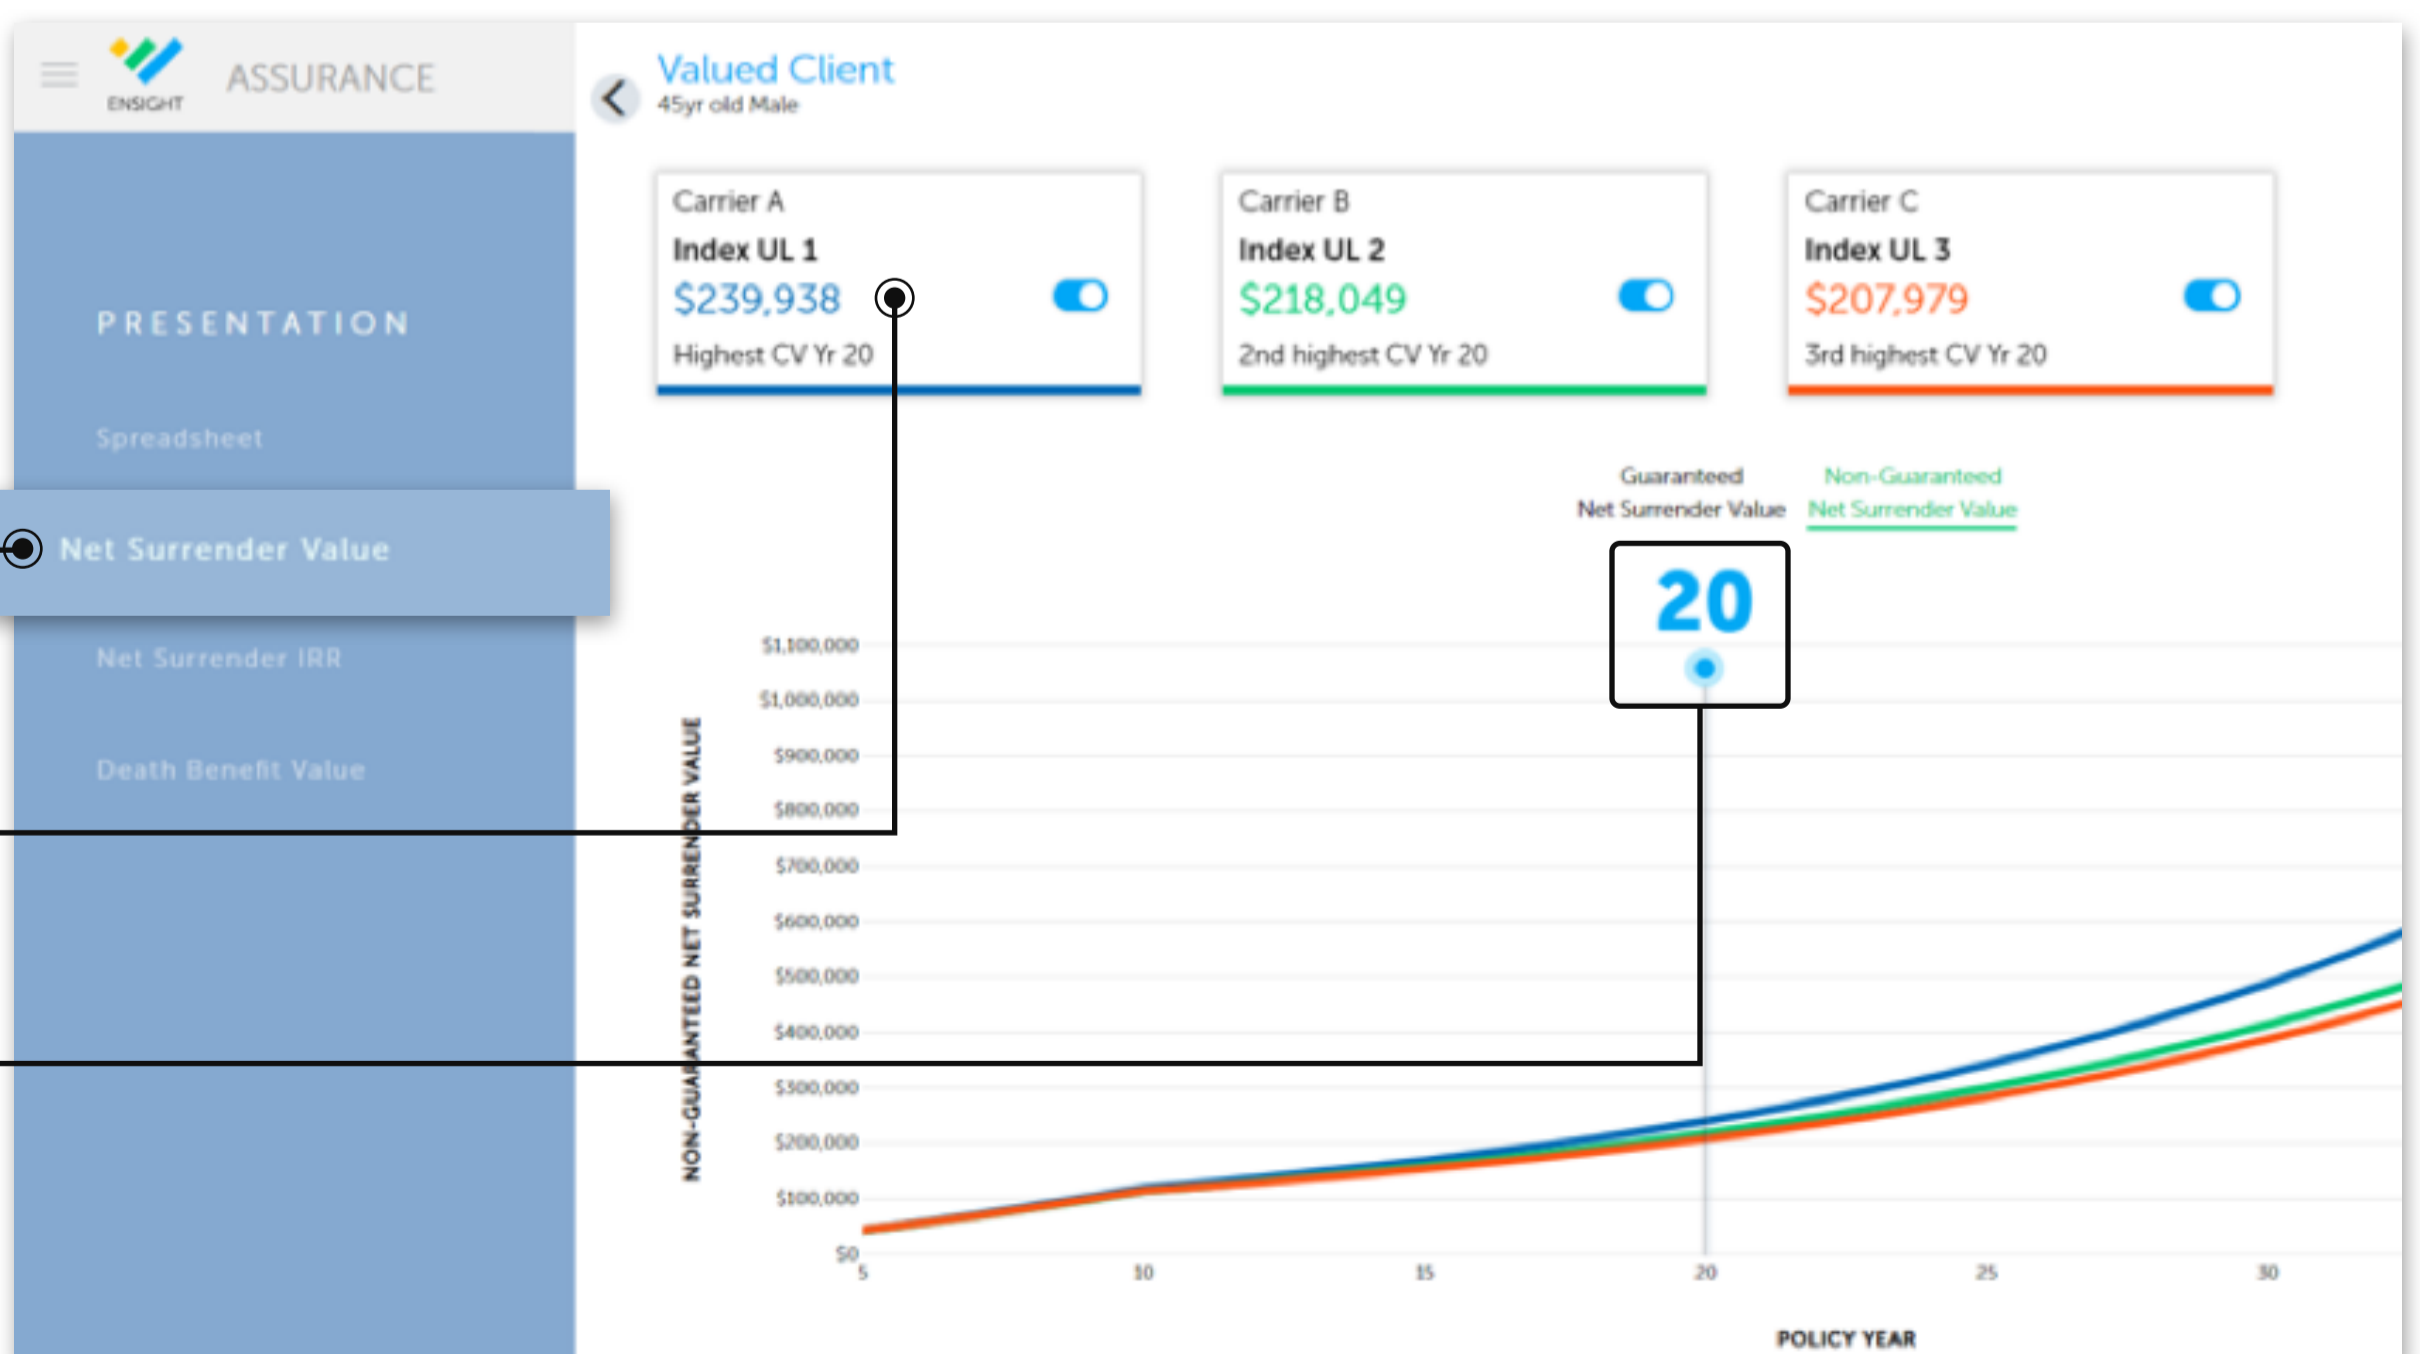 ENSIGHT
ASSURANCE
PRESENTATION
Spreadsheet
Net Surrender Value
Net Surrender IRR
Death Benefit Value
Valued Client
45yr old Male
Carrier A
Index UL 1
$239,938
Highest CV Yr 20
Carrier B
Index UL 2
$218,049
2nd highest CV Yr 20
Carrier C
Index UL 3
$207,979
3rd highest CV Yr 20
Guaranteed
Net Surrender Value
Non-Guaranteed
Net Surrender Value
20
NON-GUARANTEED NET SURRENDER VALUE
$1,100,000
$1,000,000
$900,000
$800,000
$700,000
$600,000
$500,000
$400,000
$300,000
$200,000
$100,000
$0
5 10 15 20 25 30
POLICY YEAR